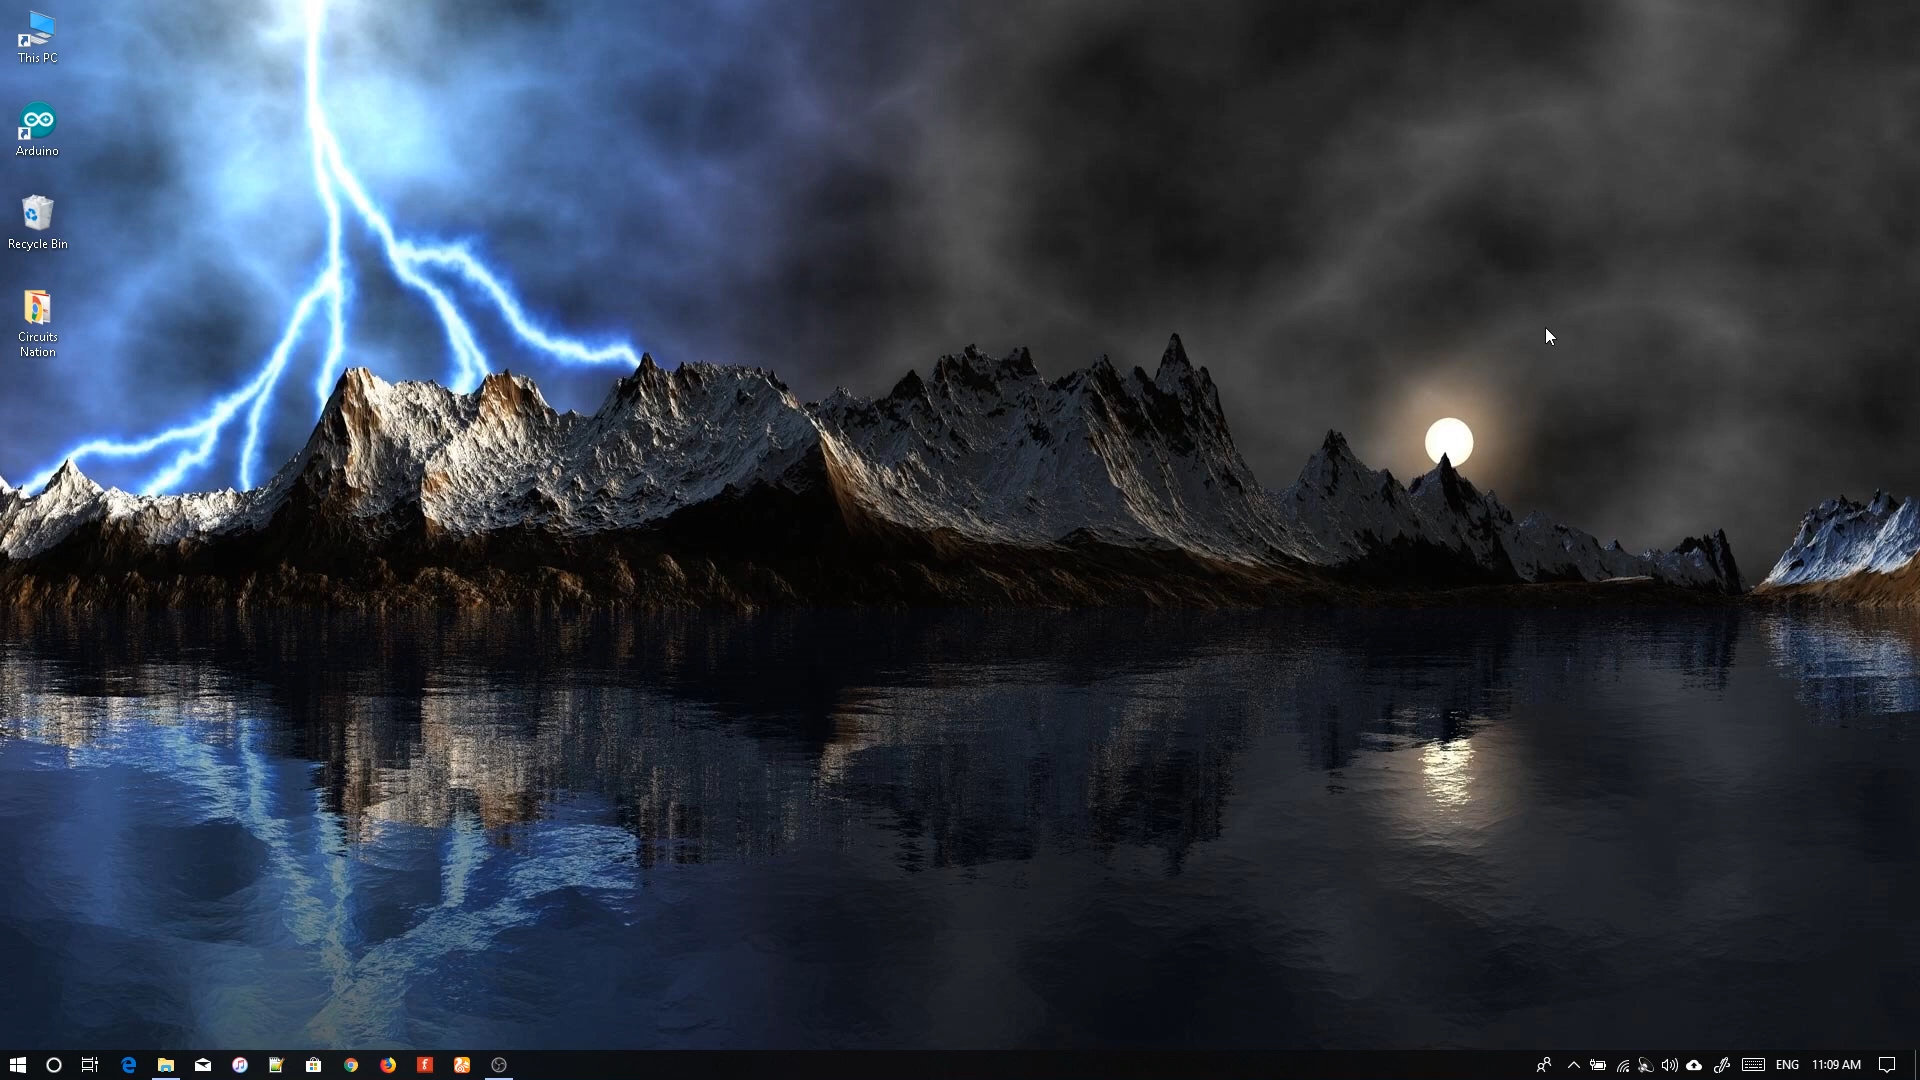 This PC
Arduino
Recycle Bin
Circuits
Nation
ENG 11:09 AM